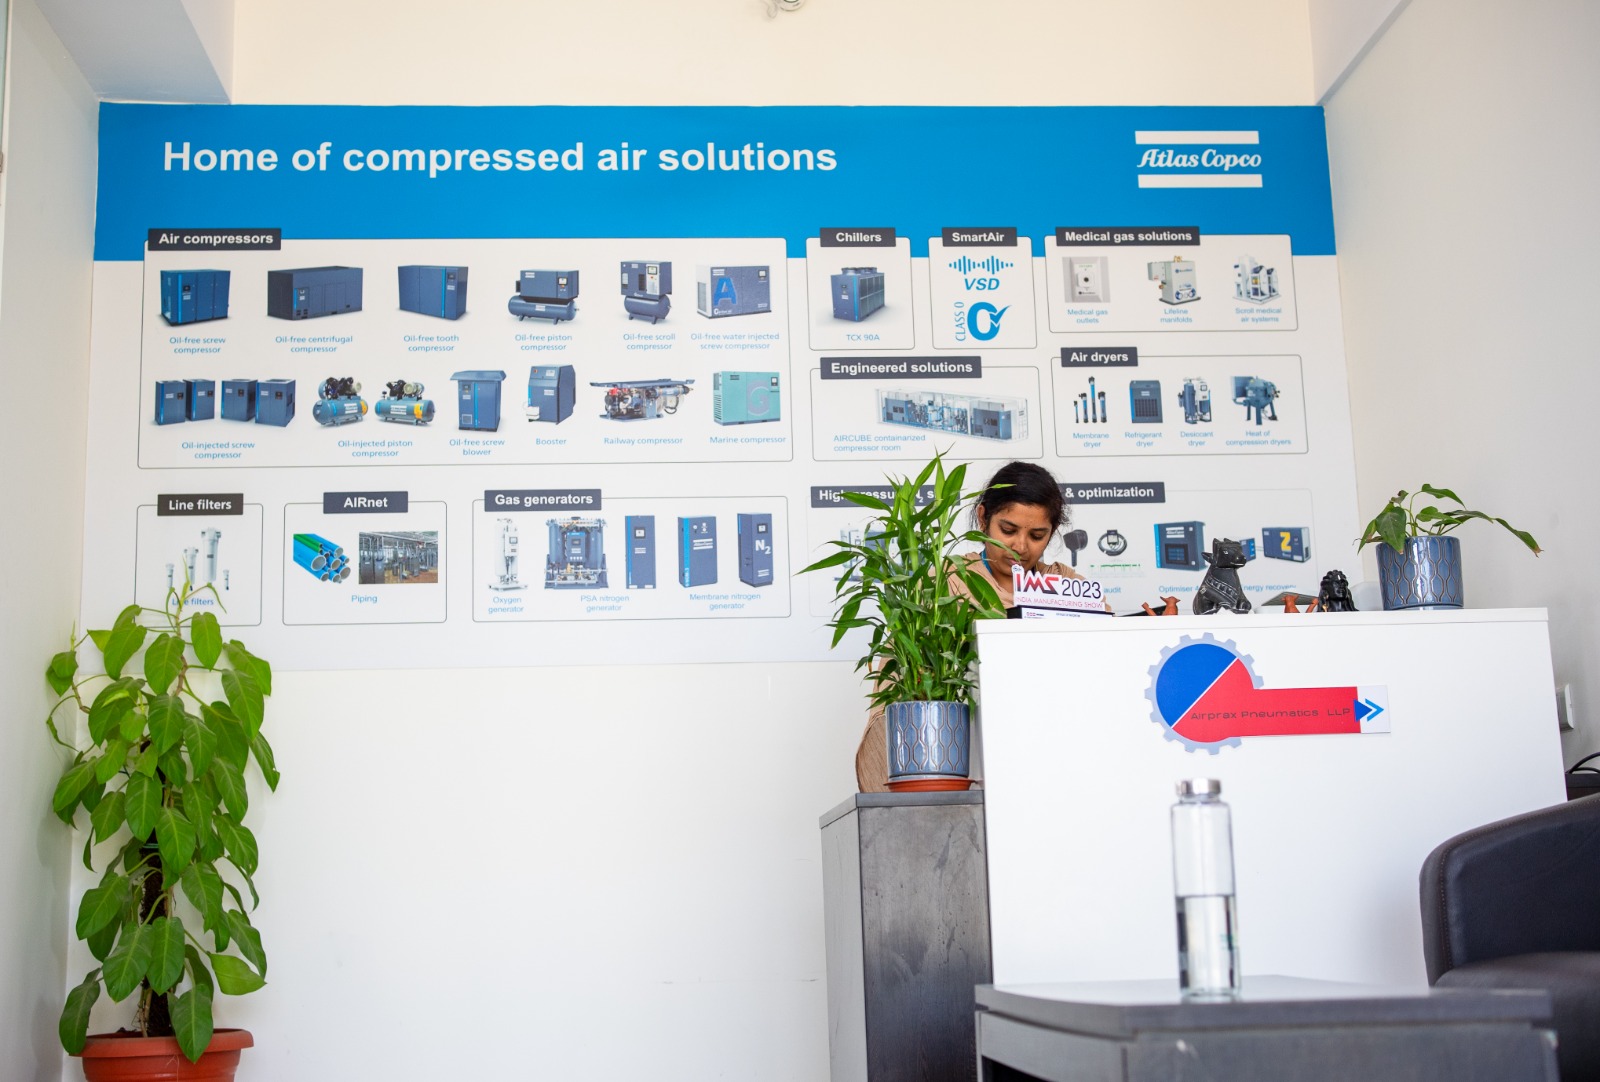 Home of compressed air solutions
Atlas Copco
Air compressors
Oil-free screw
compressor
Oil-free centrifugal
compressor
Oil-free tooth
compressor
Oil-free piston
compressor
Oil-free scroll
compressor
Oil-free water injected
screw compressor
A
Oil-injected screw
compressor
Oil-injected piston
compressor
Oil-free screw
blower
Booster
Railway compressor
Marine compressor
Chillers
TCX 90A
SmartAir
VSD
CLASS 0
Medical gas solutions
Medical gas
outlets
Lifeline
manifolds
Scroll medical
air systems
Engineered solutions
AIRCUBE containarized
compressor room
Air dryers
Membrane
dryer
Refrigerant
dryer
Desiccant
dryer
Heat of
compression dryers
Line filters
Line filters
AIRnet
Piping
Gas generators
Oxygen
generator
PSA nitrogen
generator
Membrane nitrogen
generator
N2
& optimization
audit
Optimiser
IMS 2023
INDIA MANUFACTURING SHOW
Airprax Pneumatics LLP